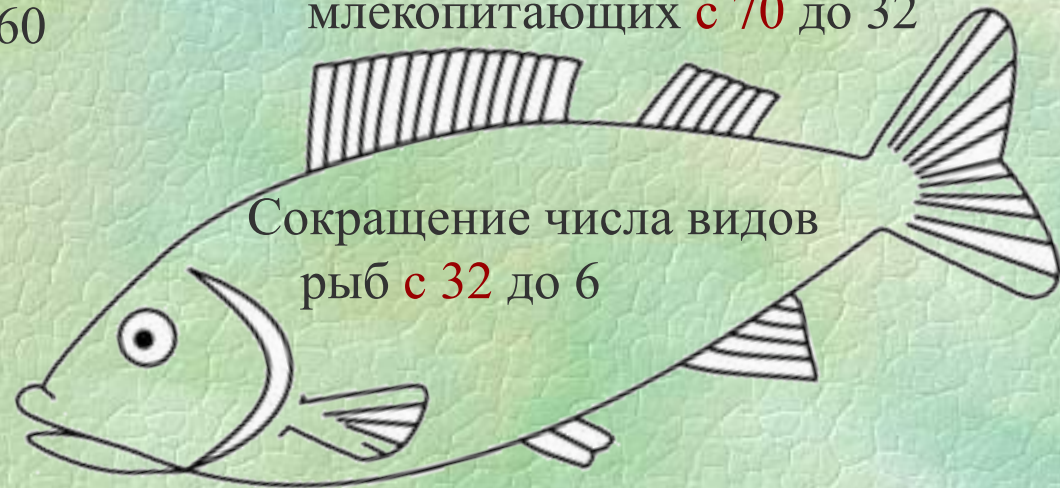 60
млекопитающих с 70 до 32
Сокращение числа видов
рыб с 32 до 6